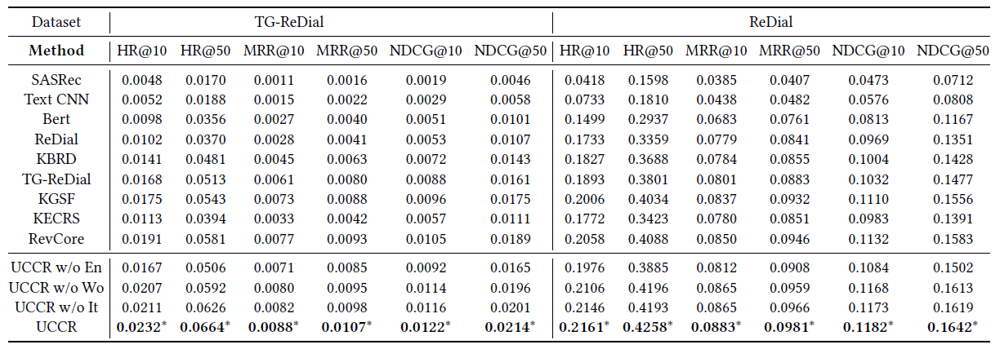 Dataset TG-ReDial ReDial
Method HR@10 HR@50 MRR@10 MRR@50 NDCG@10 NDCG@50 HR@10 HR@50 MRR@10 MRR@50 NDCG@10 NDCG@50
SASRec 0.0048 0.0170 0.0011 0.0016 0.0019 0.0046 0.0418 0.1598 0.0385 0.0407 0.0473 0.0712
Text CNN 0.0052 0.0188 0.0015 0.0022 0.0029 0.0058 0.0733 0.1810 0.0438 0.0482 0.0576 0.0808
Bert 0.0098 0.0356 0.0027 0.0040 0.0051 0.0101 0.1499 0.2937 0.0683 0.0761 0.0813 0.1167
ReDial 0.0102 0.0370 0.0028 0.0041 0.0053 0.0107 0.1733 0.3359 0.0779 0.0841 0.0969 0.1351
KBRD 0.0141 0.0481 0.0045 0.0063 0.0072 0.0143 0.1827 0.3688 0.0784 0.0855 0.1004 0.1428
TG-ReDial 0.0168 0.0513 0.0061 0.0080 0.0088 0.0161 0.1893 0.3801 0.0801 0.0883 0.1032 0.1477
KGSF 0.0175 0.0543 0.0073 0.0088 0.0096 0.0175 0.2006 0.4034 0.0837 0.0932 0.1110 0.1556
KECRS 0.0113 0.0394 0.0033 0.0042 0.0057 0.0111 0.1772 0.3423 0.0780 0.0851 0.0983 0.1391
RevCore 0.0191 0.0581 0.0077 0.0093 0.0105 0.0189 0.2058 0.4088 0.0850 0.0946 0.1132 0.1583
UCCR w/o En 0.0167 0.0506 0.0071 0.0085 0.0092 0.0165 0.1976 0.3885 0.0812 0.0908 0.1084 0.1502
UCCR w/o Wo 0.0207 0.0592 0.0080 0.0095 0.0114 0.0196 0.2106 0.4196 0.0865 0.0959 0.1168 0.1613
UCCR w/o It 0.0211 0.0626 0.0082 0.0098 0.0116 0.0201 0.2146 0.4193 0.0865 0.0966 0.1173 0.1619
UCCR 0.0232* 0.0664* 0.0088* 0.0107* 0.0122* 0.0214* 0.2161* 0.4258* 0.0883* 0.0981* 0.1182* 0.1642*